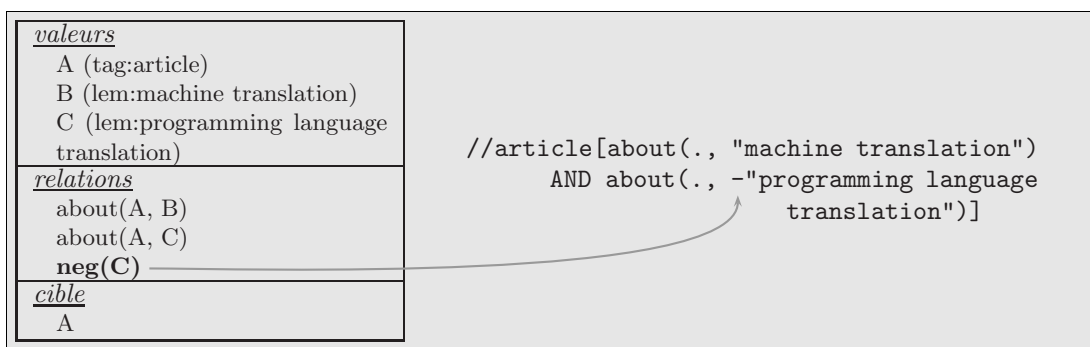 valeurs
A (tag:article)
B (lem:machine translation)
C (lem:programming language
translation)
relations
about(A, B)
about(A, C)
neg(C)
cible
A
//article[about(., "machine translation")
AND about(., -"programming language
translation")]